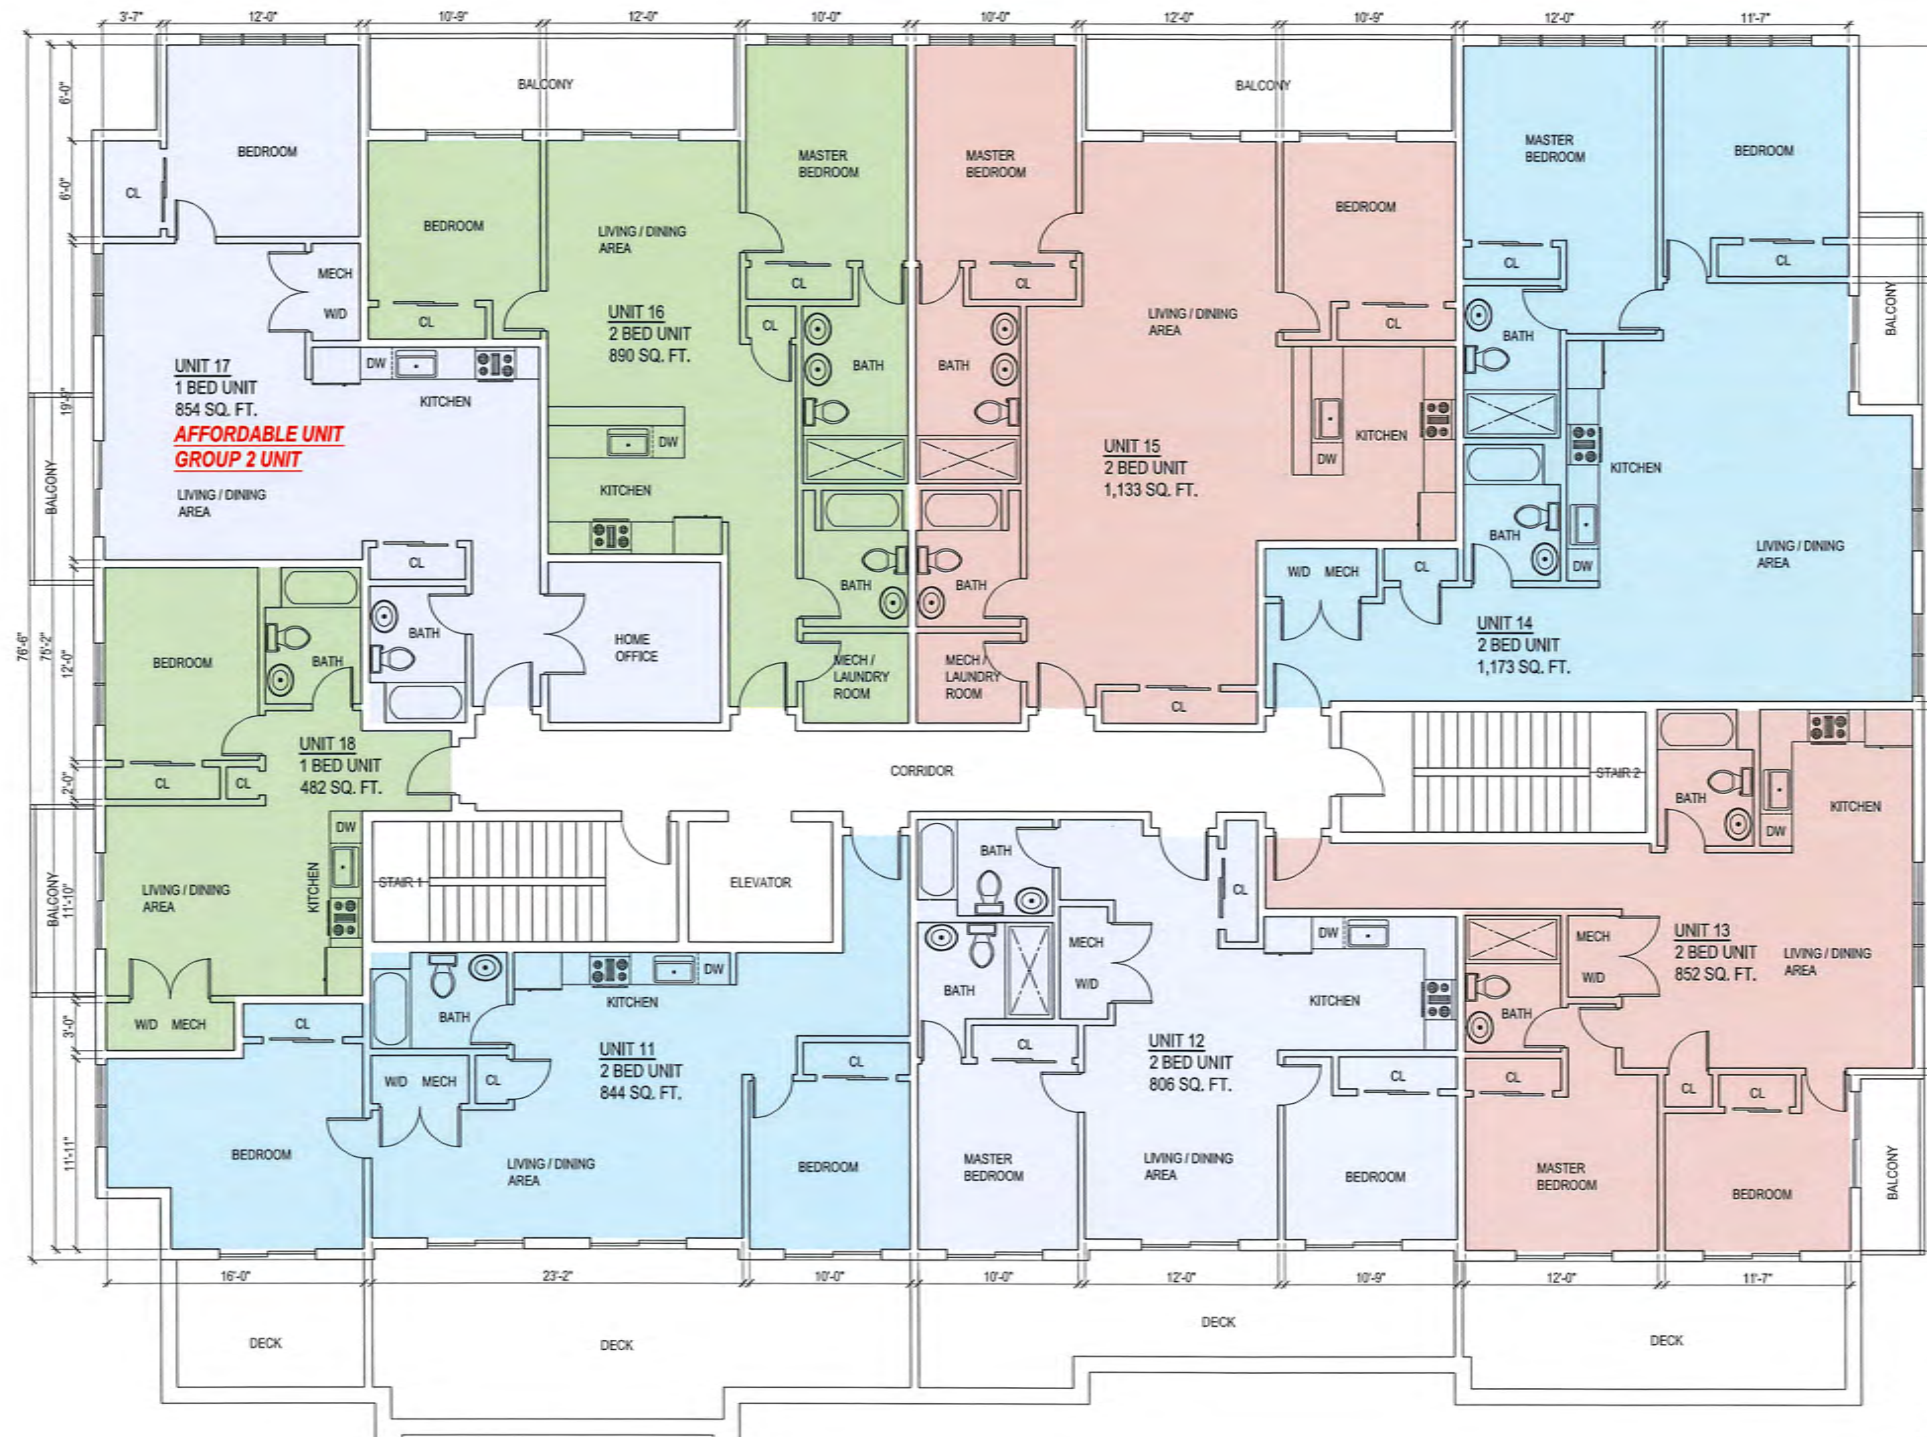 3'-7"
12'-0"
10'-9"
12'-0"
10'-0"
10'-0"
12'-0"
10'-9"
12'-0"
11'-7"
6'-0"
6'-0"
19'-9"
76'-6"
75'-2"
12'-0"
2'-0"
11'-10"
3'-0"
11'-11"
BALCONY
BALCONY
BALCONY
BALCONY
BALCONY
BALCONY
BEDROOM
CL
MECH
W/D
UNIT 17
1 BED UNIT
854 SQ. FT.
AFFORDABLE UNIT
GROUP 2 UNIT
LIVING / DINING
AREA
DW
KITCHEN
CL
BATH
HOME
OFFICE
BEDROOM
CL
LIVING / DINING
AREA
UNIT 16
2 BED UNIT
890 SQ. FT.
MASTER
BEDROOM
CL
CL
BATH
DW
KITCHEN
BATH
MECH /
LAUNDRY
ROOM
MASTER
BEDROOM
CL
BATH
BATH
MECH /
LAUNDRY
ROOM
LIVING / DINING
AREA
UNIT 15
2 BED UNIT
1,133 SQ. FT.
BEDROOM
CL
KITCHEN
DW
CL
MASTER
BEDROOM
BEDROOM
CL
CL
BATH
KITCHEN
BATH
DW
LIVING / DINING
AREA
W/D MECH
CL
UNIT 14
2 BED UNIT
1,173 SQ. FT.
BEDROOM
BATH
UNIT 18
1 BED UNIT
482 SQ. FT.
CL
CL
DW
KITCHEN
LIVING / DINING
AREA
W/D MECH
CORRIDOR
STAIR 1
ELEVATOR
STAIR 2
CL
BEDROOM
BATH
KITCHEN
DW
UNIT 11
2 BED UNIT
844 SQ. FT.
W/D MECH
CL
LIVING / DINING
AREA
CL
BEDROOM
BATH
BATH
MECH
W/D
CL
CL
MASTER
BEDROOM
UNIT 12
2 BED UNIT
806 SQ. FT.
LIVING / DINING
AREA
DW
KITCHEN
CL
BEDROOM
BATH
DW
KITCHEN
MECH
W/D
UNIT 13
2 BED UNIT
852 SQ. FT.
LIVING / DINING
AREA
BATH
CL
CL
CL
MASTER
BEDROOM
BEDROOM
16'-0"
23'-2"
10'-0"
10'-0"
12'-0"
10'-9"
12'-0"
11'-7"
DECK
DECK
DECK
DECK